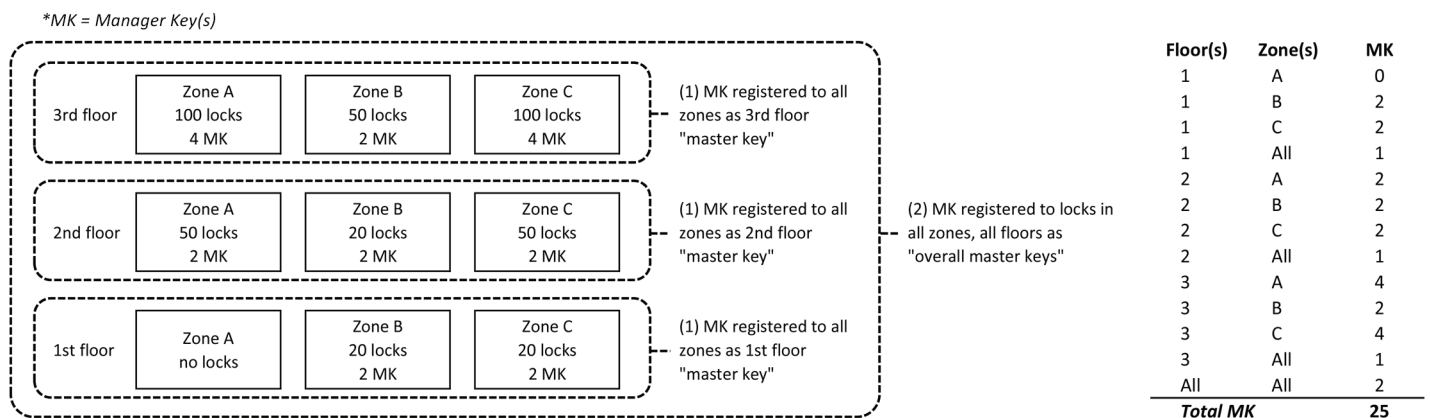 *MK = Manager Key(s)
3rd floor
Zone A
100 locks
4 MK
Zone B
50 locks
2 MK
Zone C
100 locks
4 MK
(1) MK registered to all
zones as 3rd floor
"master key"
2nd floor
Zone A
50 locks
2 MK
Zone B
20 locks
2 MK
Zone C
50 locks
2 MK
(1) MK registered to all
zones as 2nd floor
"master key"
1st floor
Zone A
no locks
Zone B
20 locks
2 MK
Zone C
20 locks
2 MK
(1) MK registered to all
zones as 1st floor
"master key"
(2) MK registered to locks in
all zones, all floors as
"overall master keys"
Floor(s) Zone(s) MK
1 A 0
1 B 2
1 C 2
1 All 1
2 A 2
2 B 2
2 C 2
2 All 1
3 A 4
3 B 2
3 C 4
3 All 1
All All 2
Total MK 25